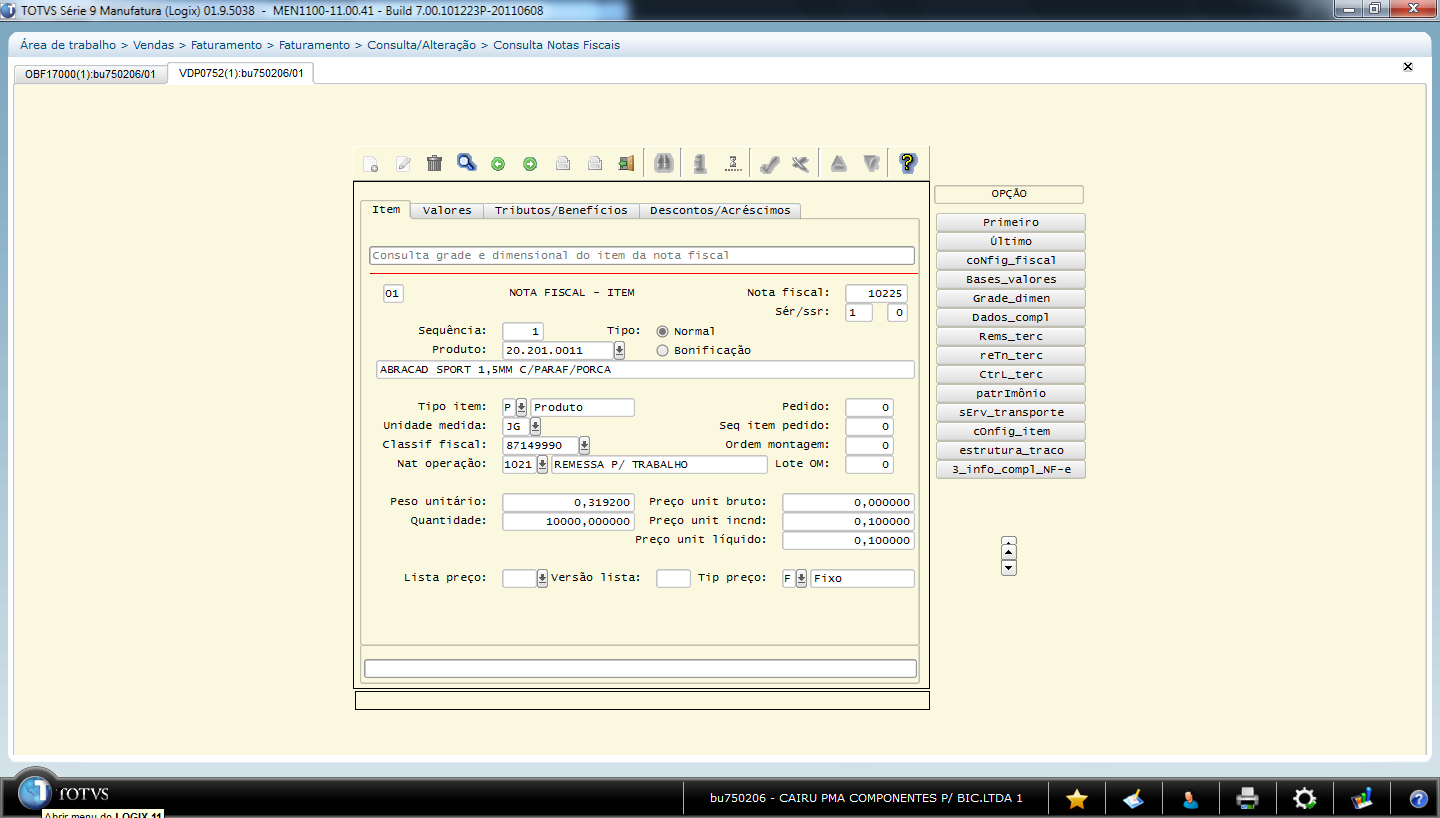 TOTVS Série 9 Manufatura (Logix) 01.9.5038 - MEN1100-11.00.41 - Build 7.00.101223P-20110608
Área de trabalho > Vendas > Faturamento > Faturamento > Consulta/Alteração > Consulta Notas Fiscais
OBF17000(1):bu750206/01 VDP0752(1):bu750206/01
OPÇÃO
Item Valores Tributos/Benefícios Descontos/Acréscimos
Primeiro
Último
Consulta grade e dimensional do item da nota fiscal
coNfig_fiscal
Bases_valores
01 NOTA FISCAL - ITEM Nota fiscal: 10225
Grade_dimen
Sér/ssr: 1 0
Dados_compl
Sequência: 1 Tipo: Normal
Rems_terc
Produto: 20.201.0011 Bonificação
reTn_terc
ABRACAD SPORT 1,5MM C/PARAF/PORCA
CtrL_terc
patrImônio
Tipo item: P Produto Pedido: 0
sErv_transporte
Unidade medida: JG Seq item pedido: 0
cOnfig_item
Classif fiscal: 87149990 Ordem montagem: 0
estrutura_traco
Nat operação: 1021 REMESSA P/ TRABALHO Lote OM: 0
3_info_compl_NF-e
Peso unitário: 0,319200 Preço unit bruto: 0,000000
Quantidade: 10000,000000 Preço unit incnd: 0,100000
Preço unit líquido: 0,100000
Lista preço: Versão lista: Tip preço: F Fixo
TOTVS
bu750206 - CAIRU PMA COMPONENTES P/ BIC.LTDA 1
Abrir menu do LOGIX 11